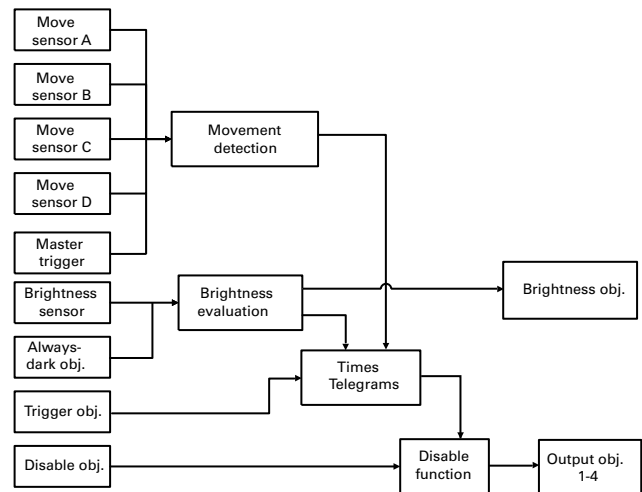 Move
sensor A
Move
sensor B
Move
sensor C
Move
sensor D
Master
trigger
Movement
detection
Brightness
sensor
Brightness
evaluation
Brightness obj.
Always-
dark obj.
Times
Telegrams
Trigger obj.
Disable obj.
Disable
function
Output obj.
1-4